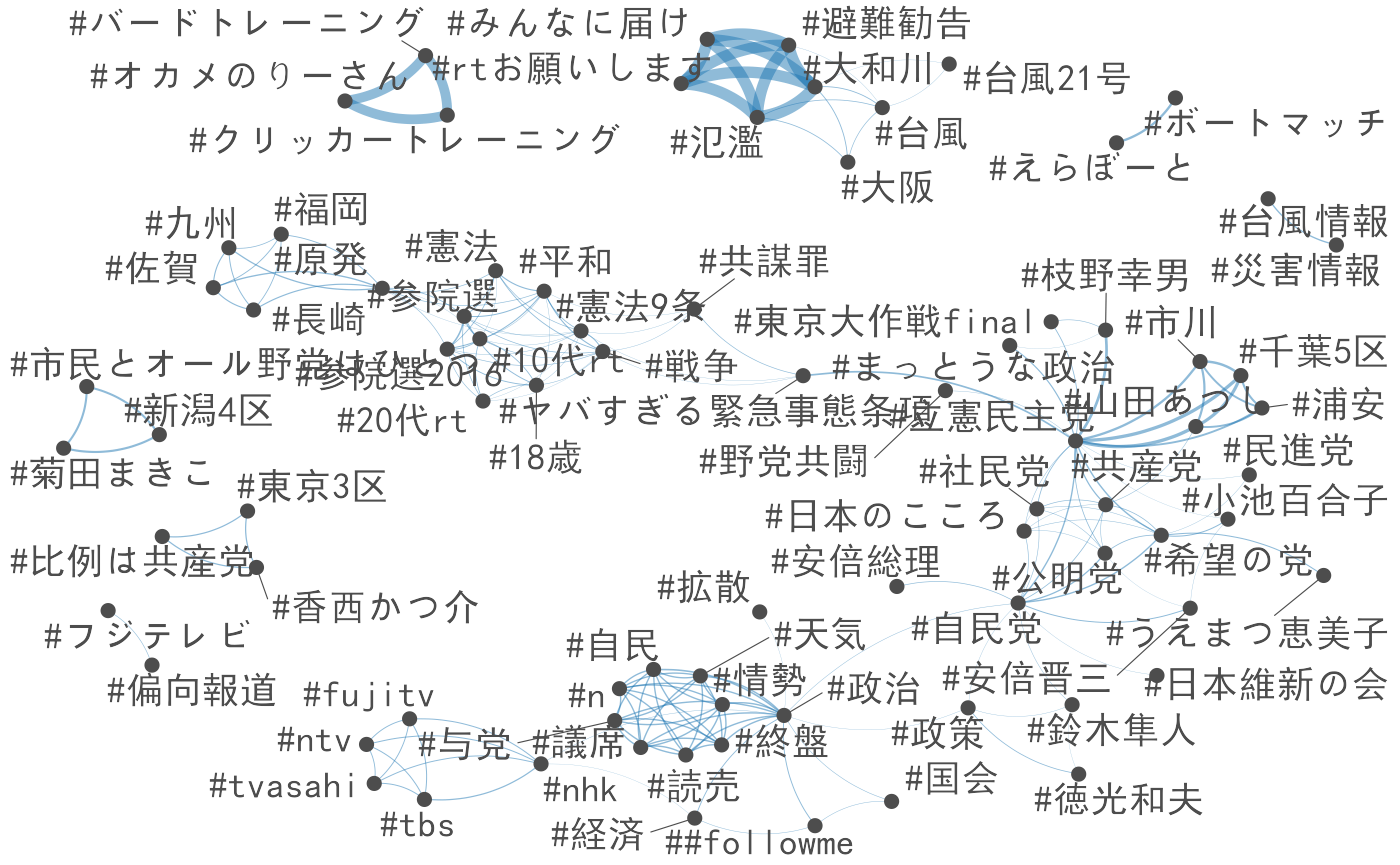 #バードトレーニング
#みんなに届け
#避難勧告
#オカメのりーさん
#rtお願いします
#大和川
#台風21号
#クリッカートレーニング
#氾濫
#台風
#ボートマッチ
#えらぼーと
#大阪
#九州
#福岡
#台風情報
#佐賀
#原発
#憲法
#平和
#共謀罪
#枝野幸男
#災害情報
#参院選
#憲法9条
#長崎
#東京大作戦final
#市川
#市民とオール野党はひとつ
#参院選2016
#10代rt
#戦争
#まっとうな政治
#千葉5区
#新潟4区
#20代rt
#ヤバすぎる緊急事態条項
#立憲民主党
#山田あつし
#浦安
#菊田まきこ
#18歳
#野党共闘
#社民党
#共産党
#民進党
#東京3区
#日本のこころ
#小池百合子
#比例は共産党
#安倍総理
#公明党
#希望の党
#香西かつ介
#拡散
#フジテレビ
#自民
#天気
#自民党
#うえまつ恵美子
#偏向報道
#fujitv
#n
#情勢
#政治
#安倍晋三
#日本維新の会
#ntv
#与党
#議席
#終盤
#政策
#鈴木隼人
#tvasahi
#nhk
#読売
#国会
#徳光和夫
#tbs
#経済
##followme